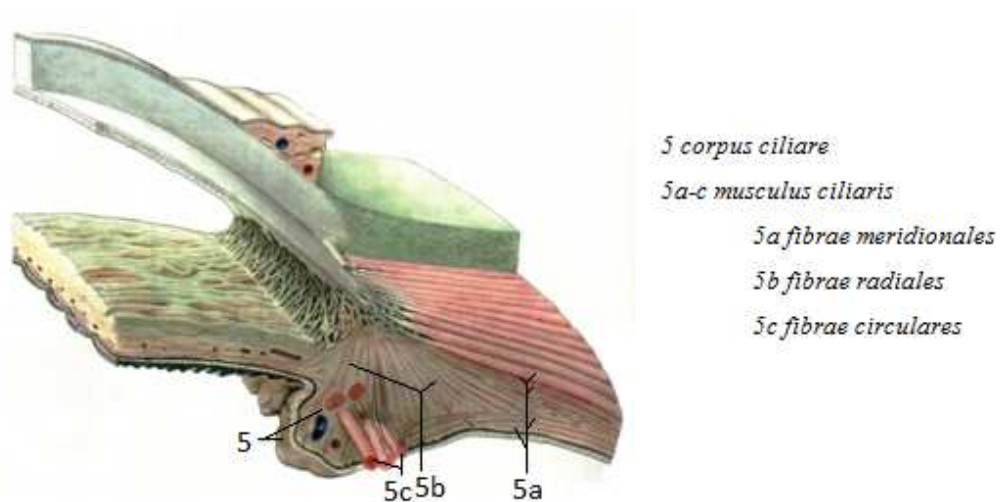 5 corpus ciliare
5a-c musculus ciliaris
5a fibrae meridionales
5b fibrae radiales
5c fibrae circulares
5
5c
5b
5a